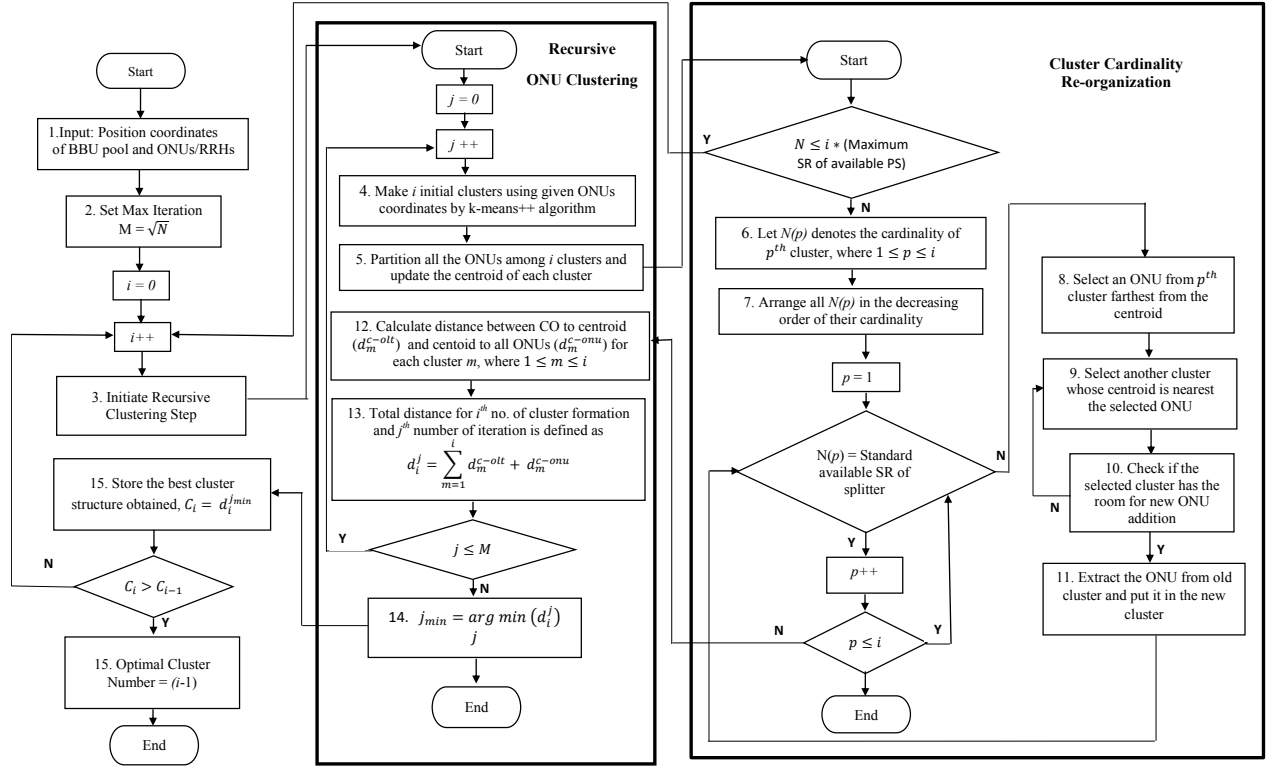 Start
1.Input: Position coordinates
of BBU pool and ONUs/RRHs
2. Set Max Iteration
M = √N
i = 0
i++
3. Initiate Recursive
Clustering Step
15. Store the best cluster
structure obtained, C_i = d_i^{j_{min}}
N
C_i > C_{i−1}
Y
15. Optimal Cluster
Number = (i-1)
End
Recursive
ONU Clustering
Start
j = 0
j ++
4. Make i initial clusters using given ONUs
coordinates by k-means++ algorithm
5. Partition all the ONUs among i clusters and
update the centroid of each cluster
12. Calculate distance between CO to centroid
(d_m^{c-olt}) and centoid to all ONUs (d_m^{c-onu}) for
each cluster m, where 1 ≤ m ≤ i
13. Total distance for i^{th} no. of cluster formation
and j^{th} number of iteration is defined as
d_i^j = ∑_{m=1}^{i} d_m^{c-olt} + d_m^{c-onu}
Y
j ≤ M
N
14. j_{min} = arg min (d_i^j)
j
End
Cluster Cardinality
Re-organization
Start
Y
N ≤ i ∗ (Maximum
SR of available PS)
N
6. Let N(p) denotes the cardinality of
p^{th} cluster, where 1 ≤ p ≤ i
7. Arrange all N(p) in the decreasing
order of their cardinality
p = 1
N(p) = Standard
available SR of
splitter
N
Y
p++
N
p ≤ i
Y
End
8. Select an ONU from p^{th}
cluster farthest from the
centroid
9. Select another cluster
whose centroid is nearest
the selected ONU
10. Check if the
selected cluster has the
room for new ONU
addition
N
Y
11. Extract the ONU from old
cluster and put it in the new
cluster